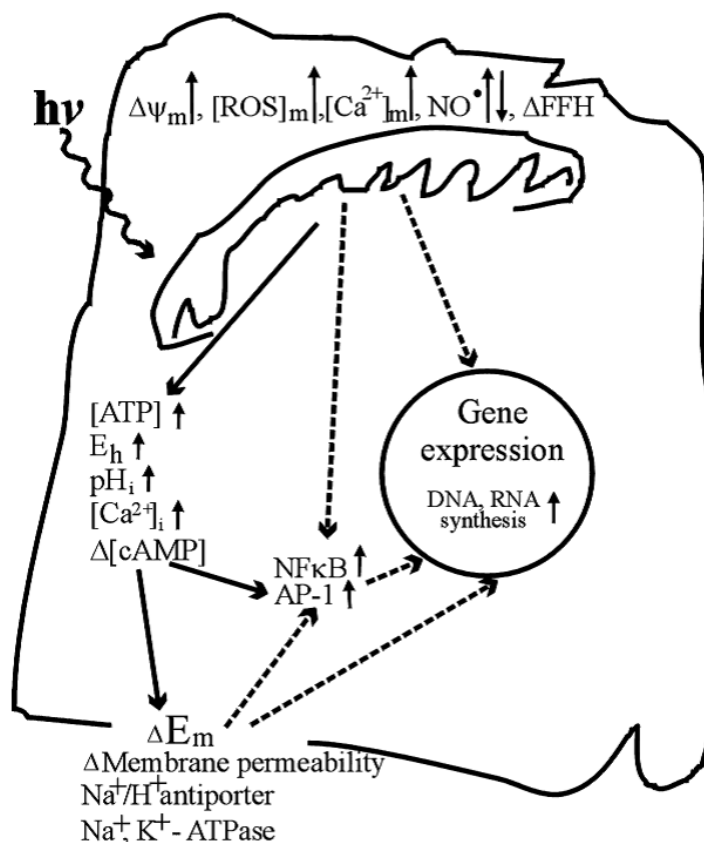 hν
Δψm↑, [ROS]m↑,[Ca²⁺]m↑, NO•↑↓, ΔFFH
[ATP] ↑
Eh ↑
pHi ↑
[Ca²⁺]i ↑
Δ[cAMP]
Gene
expression
DNA, RNA ↑
synthesis
NFκB ↑
AP-1 ↑
ΔEm
ΔMembrane permeability
Na⁺/H⁺antiporter
Na⁺, K⁺- ATPase